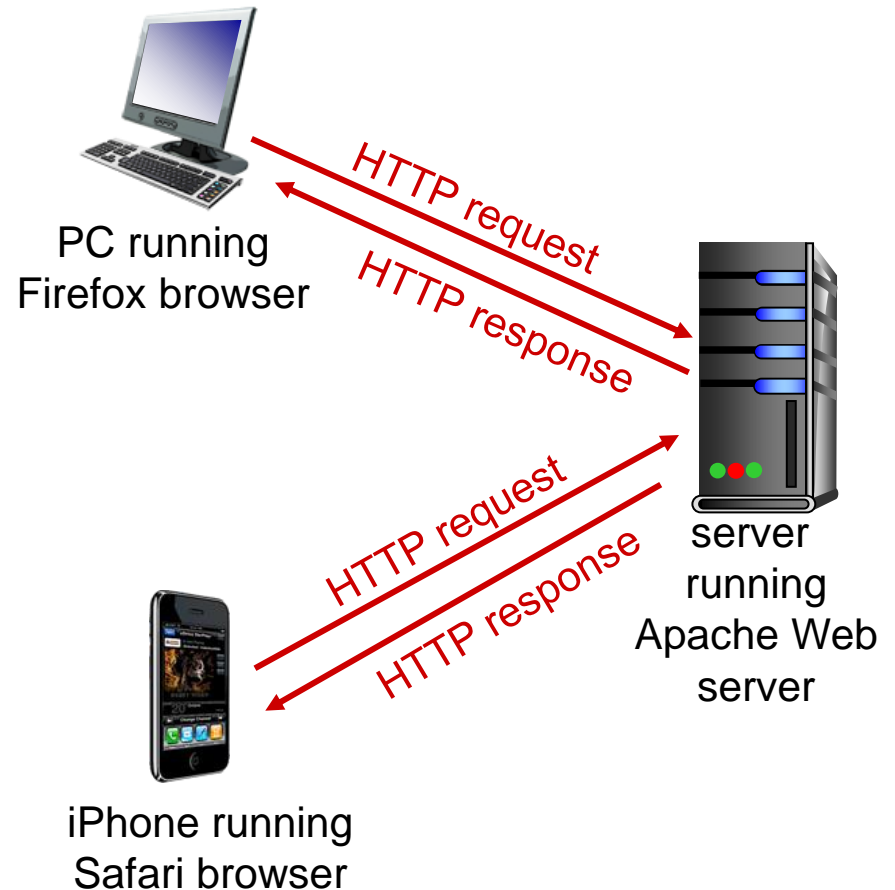 HTTP request
HTTP response
PC running
Firefox browser
HTTP request
HTTP response
server
running
Apache Web
server
iPhone running
Safari browser